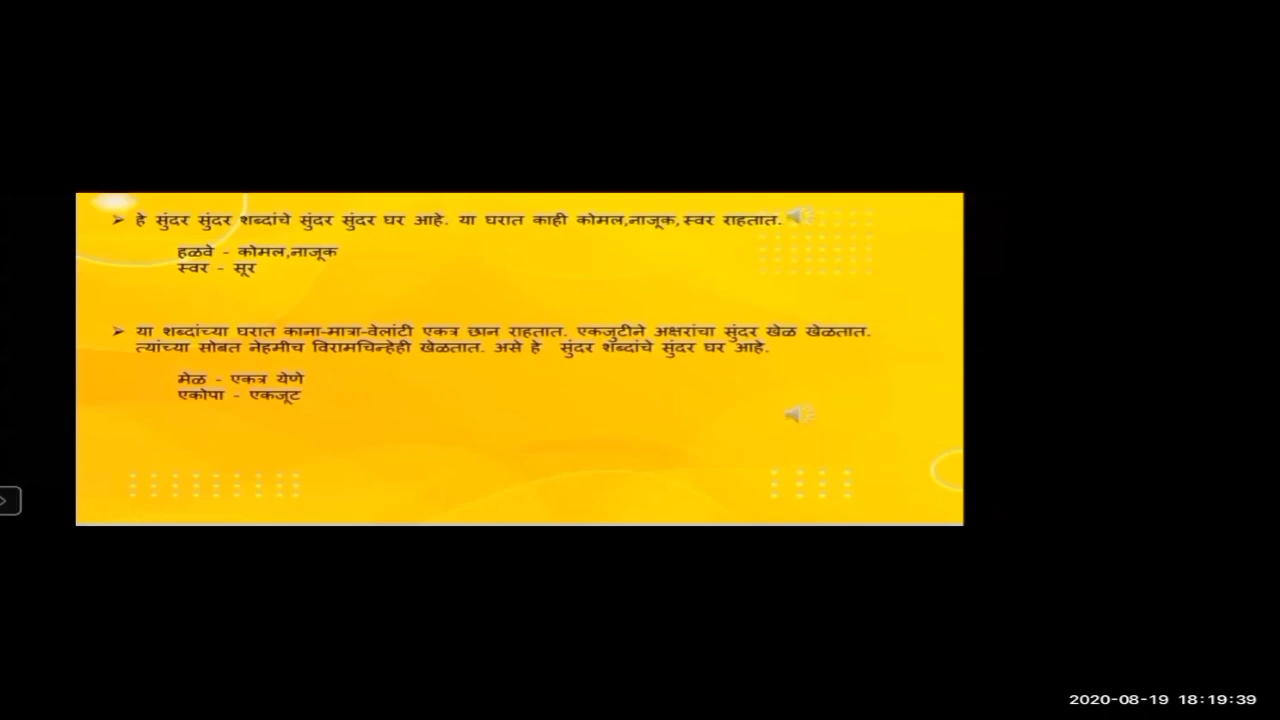 ➢ हे सुंदर सुंदर शब्दांचे सुंदर सुंदर घर आहे. या घरात काही कोमल,नाजूक,स्वर राहतात.
हळवे - कोमल,नाजूक
स्वर - सूर
➢ या शब्दांच्या घरात काना-मात्रा-वेलांटी एकत्र छान राहतात. एकजुटीने अक्षरांचा सुंदर खेळ खेळतात.
त्यांच्या सोबत नेहमीच विरामचिन्हेही खेळतात. असे हे सुंदर शब्दांचे सुंदर घर आहे.
मेळ - एकत्र येणे
एकोपा - एकजूट
2020-08-19 18:19:39